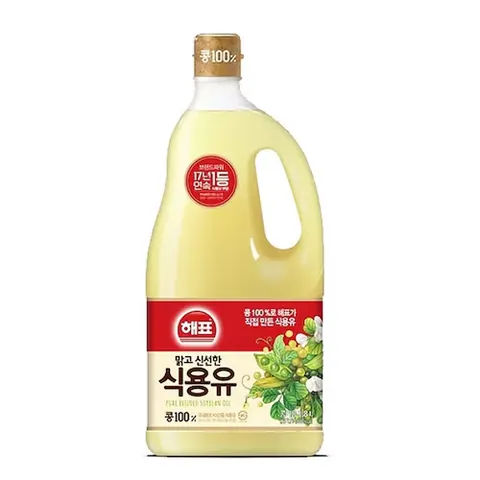 콩100%
브랜드파워
17년 1등
연속
콩 100%로 해표가
직접 만든 식용유
해표
맑고 신선한
식용유
PURE REFINED SOYBEAN OIL
콩100%